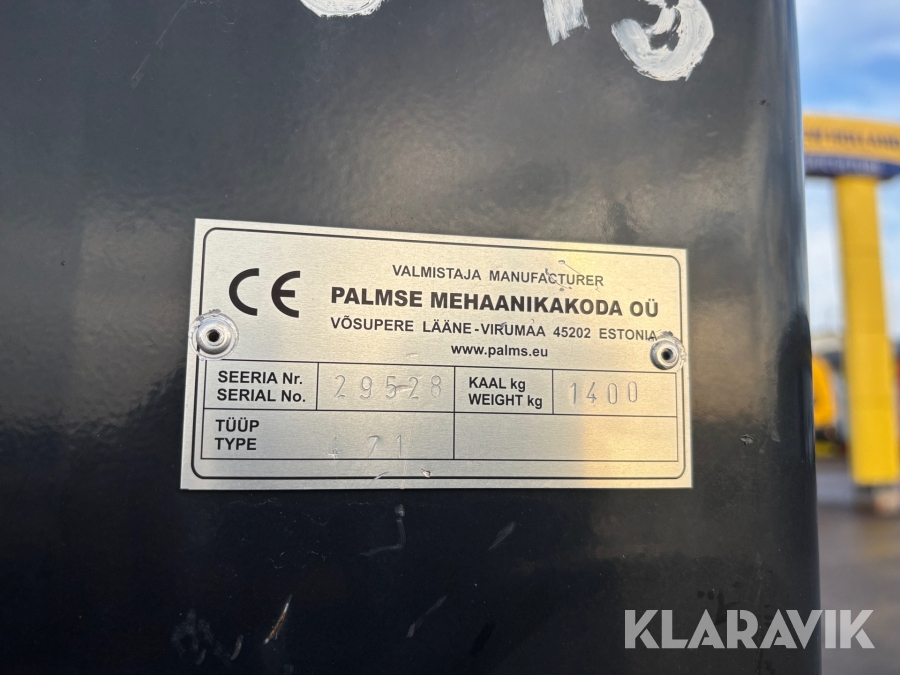 13
CE
VALMISTAJA MANUFACTURER
PALMSE MEHAANIKAKODA OÜ
VÕSUPERE LÄÄNE-VIRUMAA 45202 ESTONIA
www.palms.eu
SEERIA Nr.
SERIAL No.
29528
KAAL kg
WEIGHT kg
1400
TÜÜP
TYPE
KLARAVIK